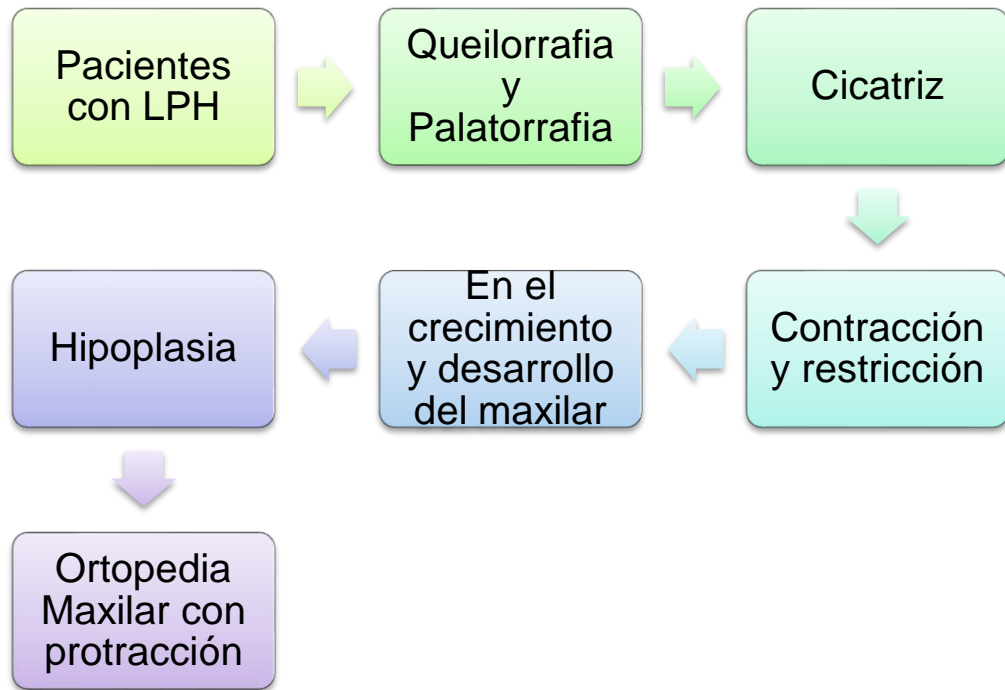 Pacientes
con LPH
Queilorrafia
y
Palatorrafia
Cicatriz
Contracción
y restricción
En el
crecimiento
y desarrollo
del maxilar
Hipoplasia
Ortopedia
Maxilar con
protracción